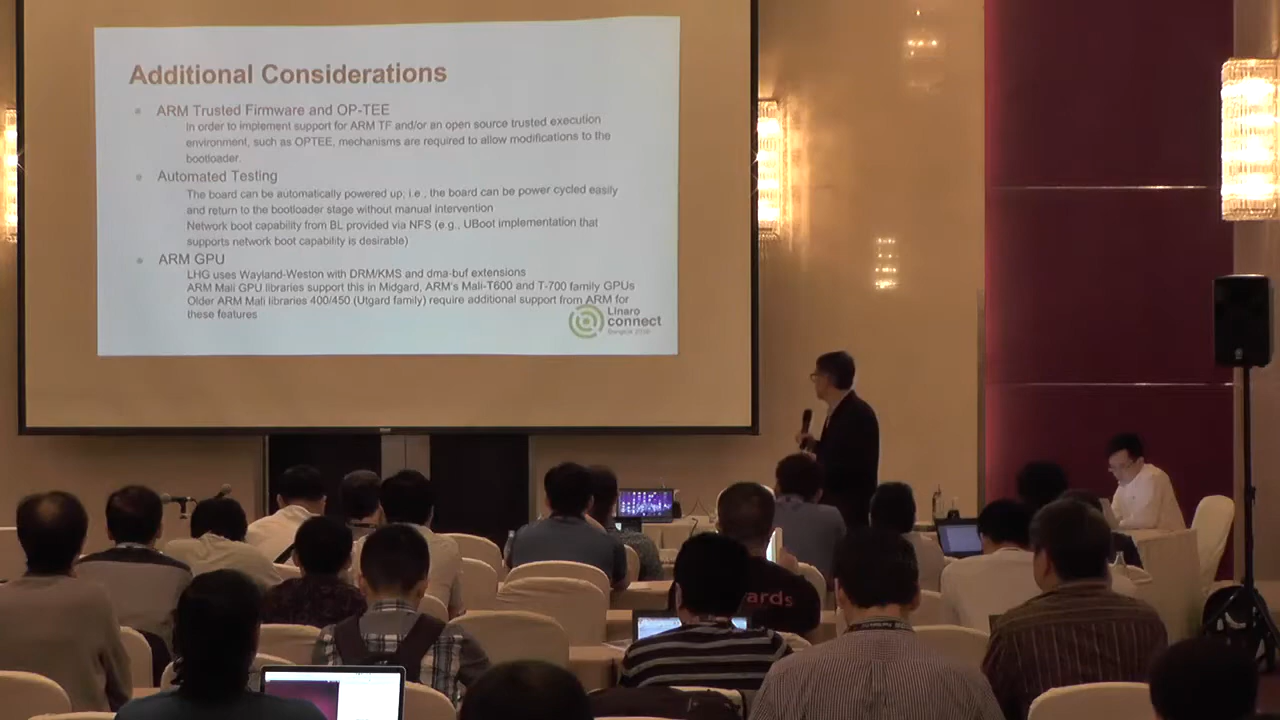 Additional Considerations
ARM Trusted Firmware and OP-TEE
In order to implement support for ARM TF and/or an open source trusted execution
environment, such as OPTEE, mechanisms are required to allow modifications to the
bootloader.
Automated Testing
The board can be automatically powered up; i.e., the board can be power cycled easily
and return to the bootloader stage without manual intervention
Network boot capability from BL provided via NFS (e.g., UBoot implementation that
supports network boot capability is desirable)
ARM GPU
LHG uses Wayland-Weston with DRM/KMS and dma-buf extensions
ARM Mali GPU libraries support this in Midgard, ARM's Mali-T600 and T-700 family GPUs
Older ARM Mali libraries 400/450 (Utgard family) require additional support from ARM for
these features
Linaro
connect
Bangkok 2016